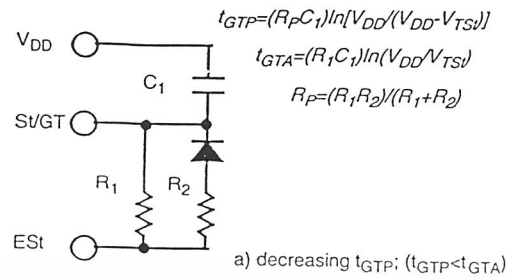 t_GTP=(R_PC_1)ln[V_DD/(V_DD-V_TSt)]
V_DD
t_GTA=(R_1C_1)ln(V_DD/V_TSt)
C_1
R_P=(R_1R_2)/(R_1+R_2)
St/GT
R_1
R_2
ESt
a) decreasing t_GTP; (t_GTP<t_GTA)